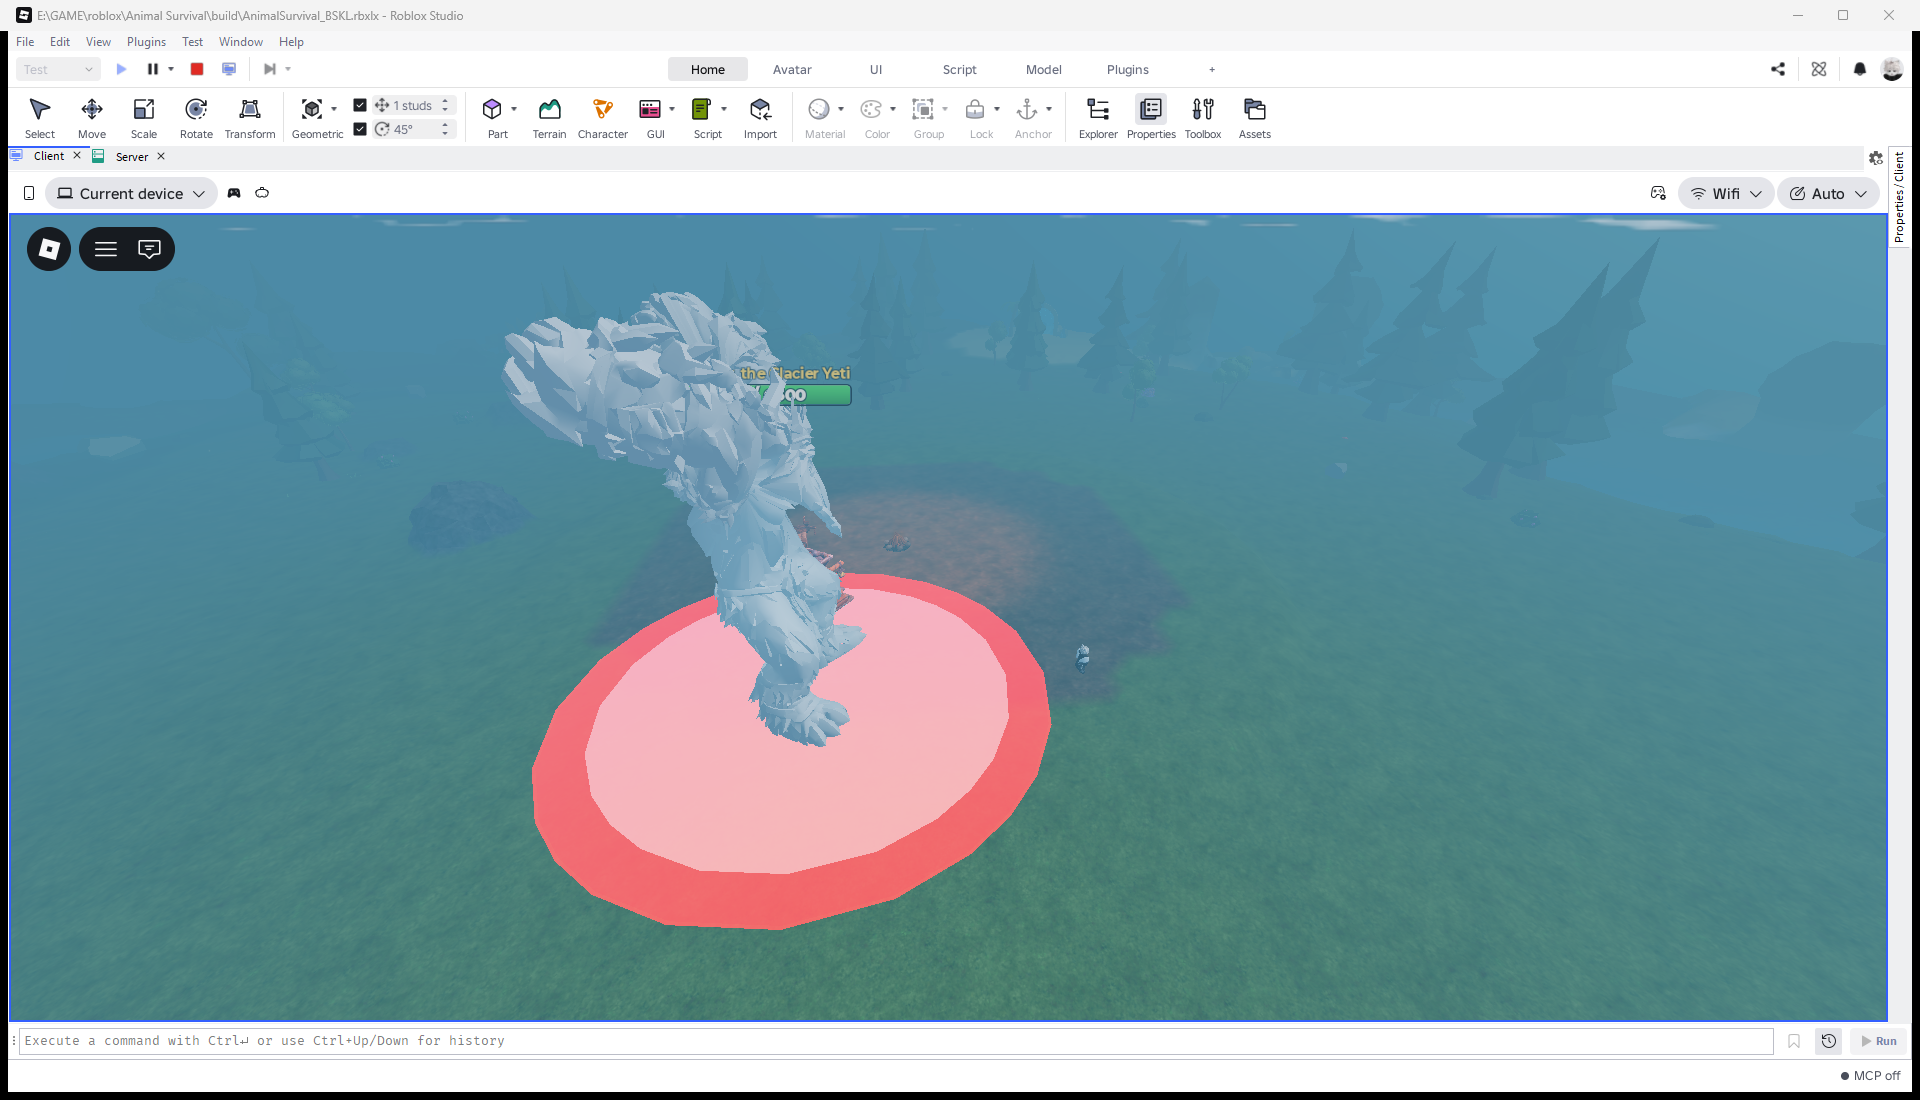 E:\GAME\roblox\Animal Survival\build\AnimalSurvival_BSKL.rbxlx - Roblox Studio
File Edit View Plugins Test Window Help
Test
Home Avatar UI Script Model Plugins +
Select Move Scale Rotate Transform Geometric 1 studs 45° Part Terrain Character GUI Script Import Material Color Group Lock Anchor Explorer Properties Toolbox Assets
Client Server
Properties / Client
Current device
Wifi Auto
the Glacier Yeti
Execute a command with Ctrl↵ or use Ctrl+Up/Down for history
Run
MCP off